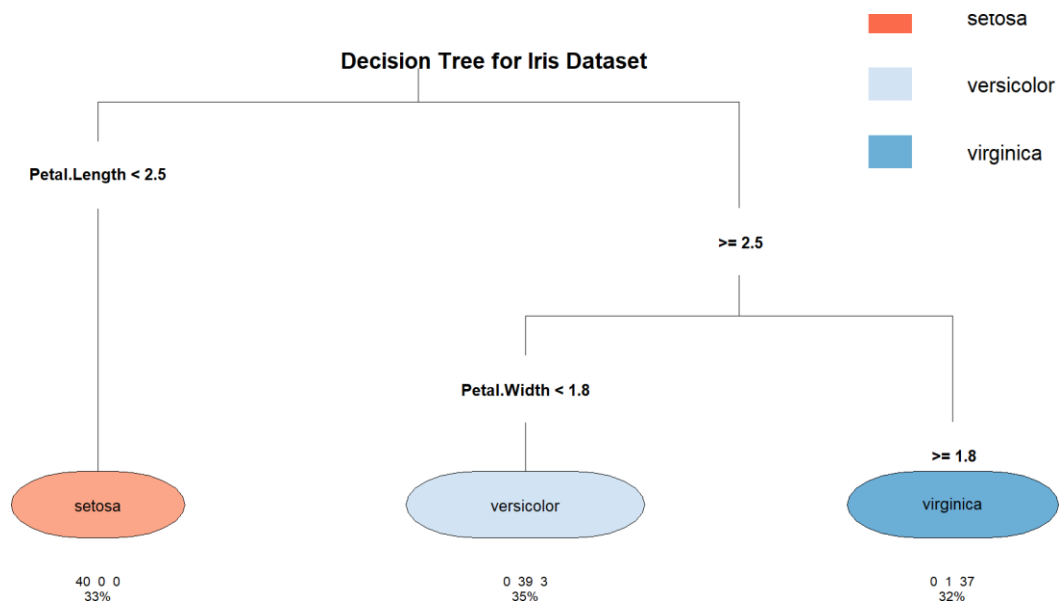 setosa
Decision Tree for Iris Dataset
versicolor
virginica
Petal.Length < 2.5
>= 2.5
Petal.Width < 1.8
>= 1.8
setosa
versicolor
virginica
40 0 0
33%
0 39 3
35%
0 1 37
32%